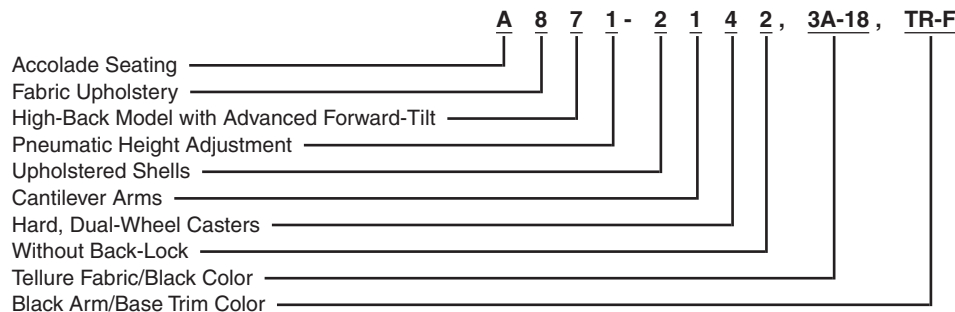 A 8 7 1 - 2 1 4 2 , 3A-18 , TR-F
Accolade Seating
Fabric Upholstery
High-Back Model with Advanced Forward-Tilt
Pneumatic Height Adjustment
Upholstered Shells
Cantilever Arms
Hard, Dual-Wheel Casters
Without Back-Lock
Tellure Fabric/Black Color
Black Arm/Base Trim Color